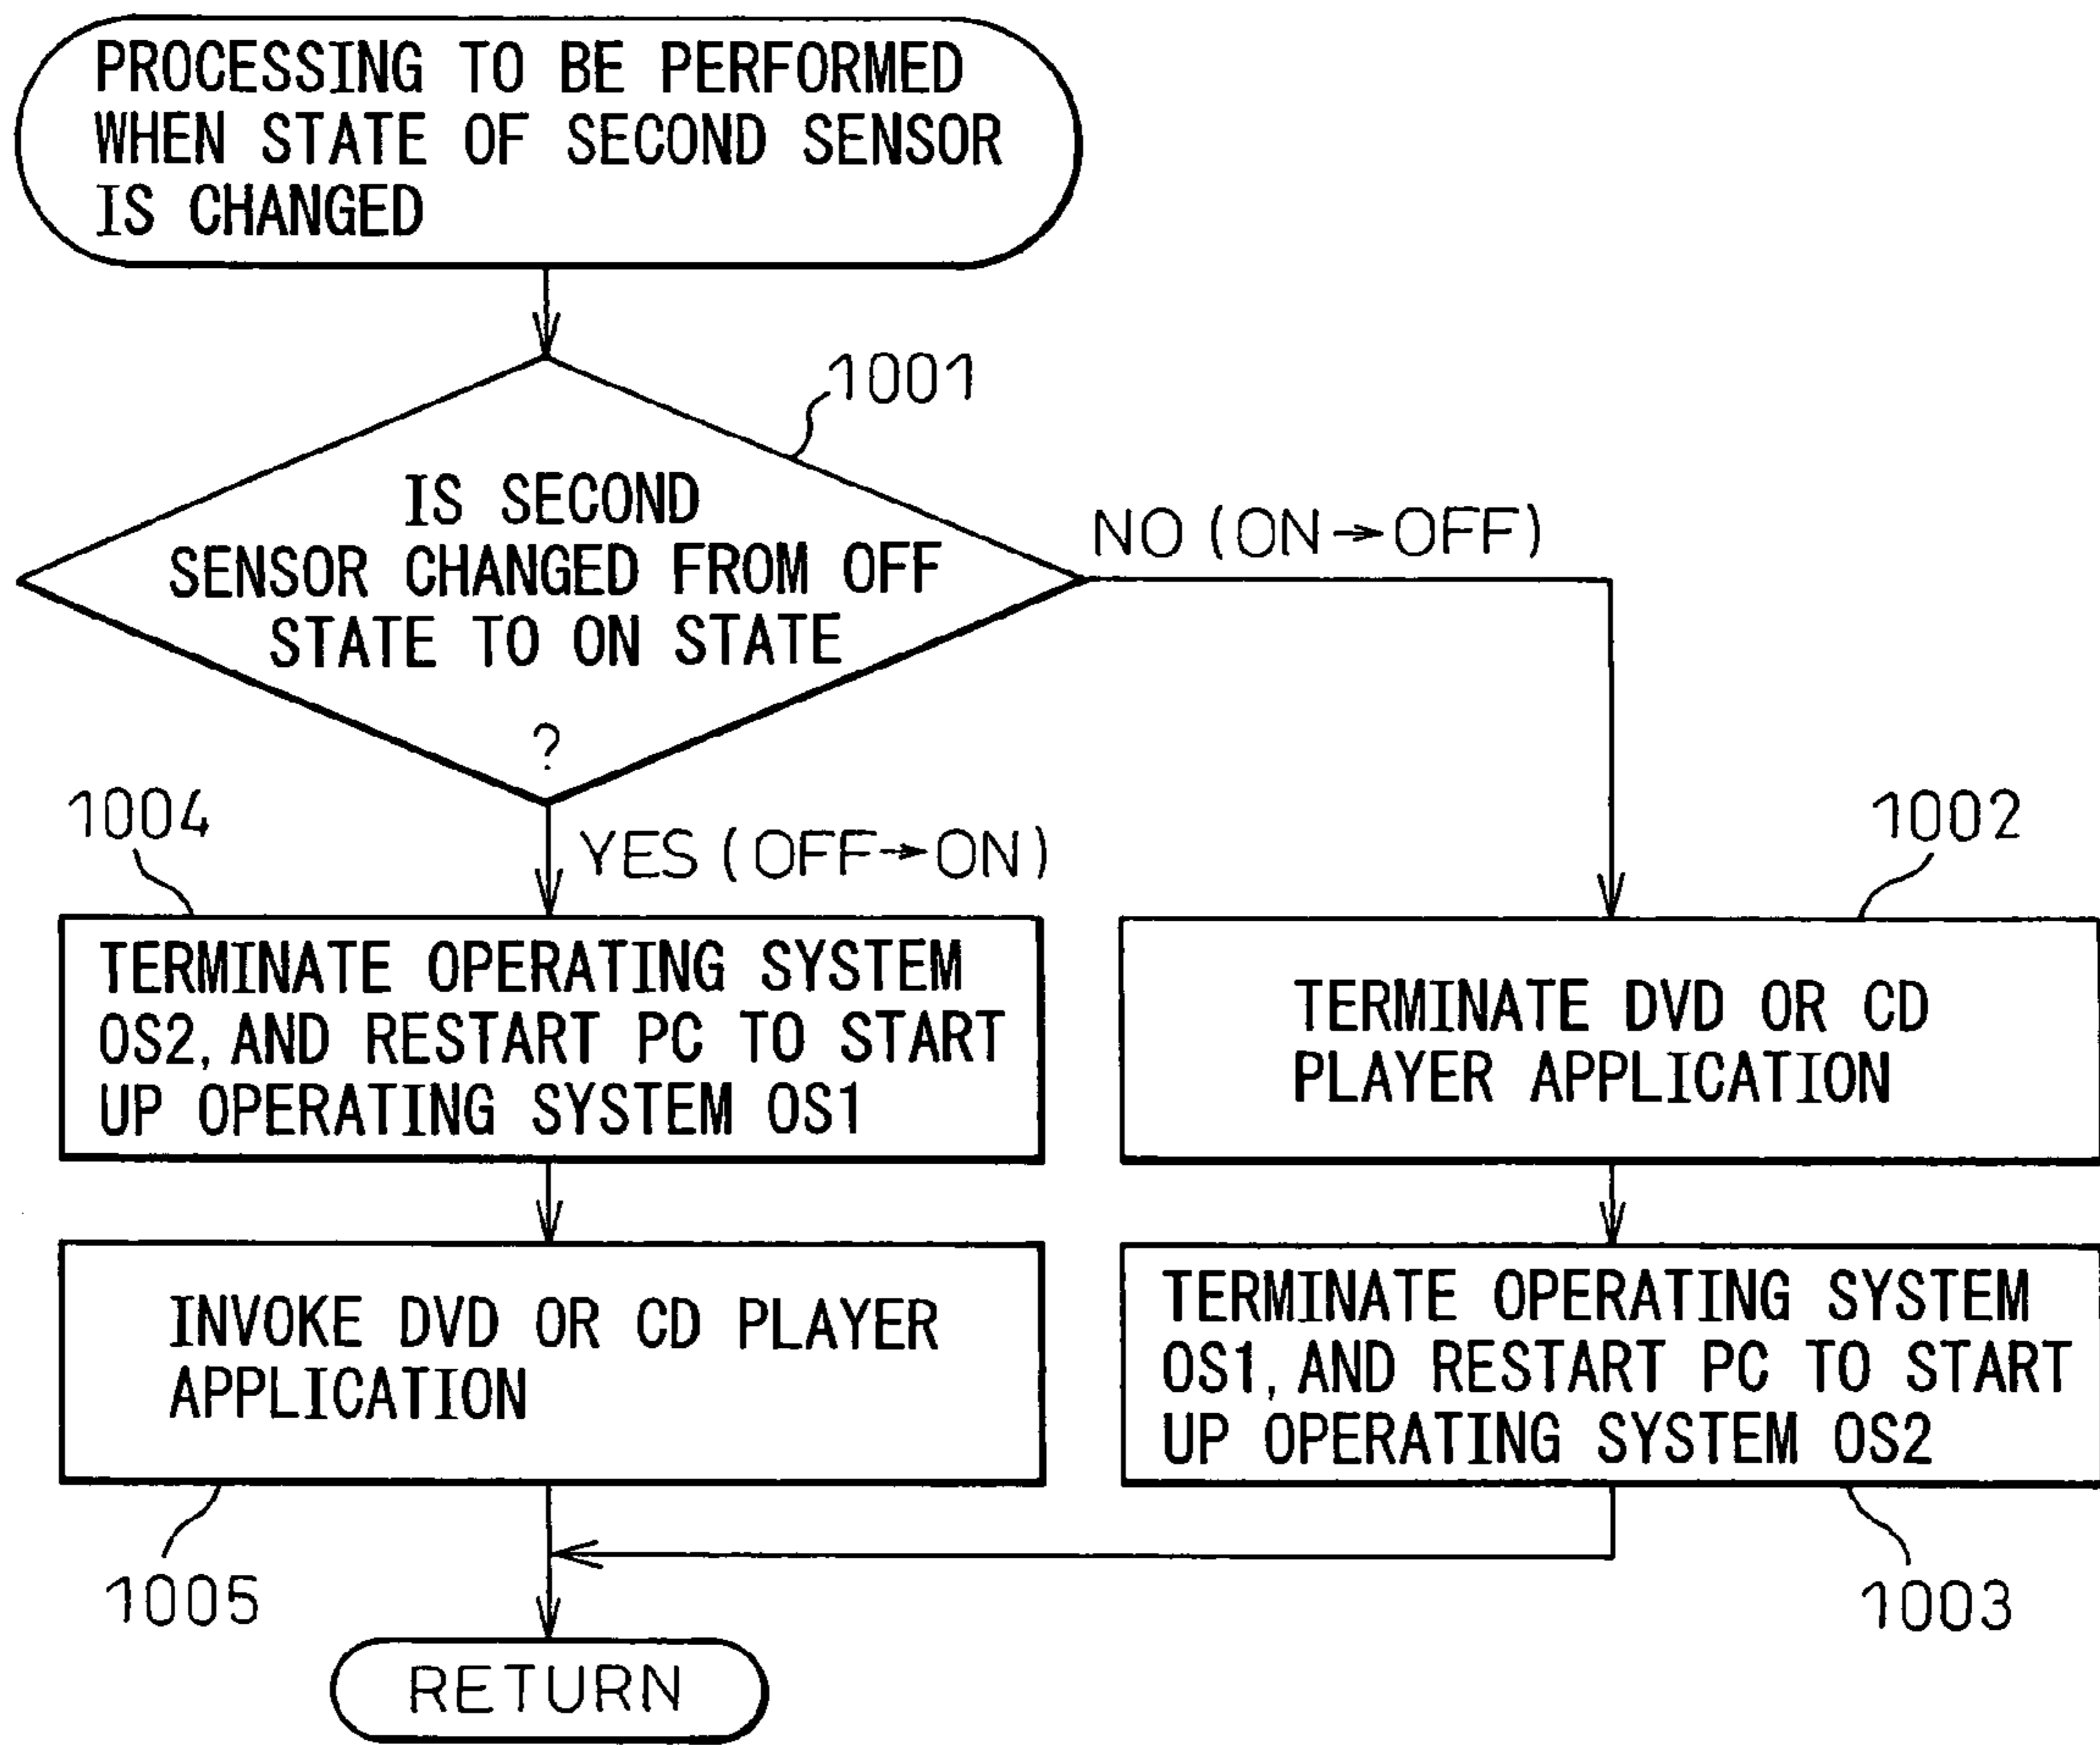 PROCESSING TO BE PERFORMED
WHEN STATE OF SECOND SENSOR
IS CHANGED
1001
IS SECOND
SENSOR CHANGED FROM OFF
STATE TO ON STATE
?
NO (ON→OFF)
YES (OFF→ON)
1004
TERMINATE OPERATING SYSTEM
OS2, AND RESTART PC TO START
UP OPERATING SYSTEM OS1
1002
TERMINATE DVD OR CD
PLAYER APPLICATION
INVOKE DVD OR CD PLAYER
APPLICATION
1005
TERMINATE OPERATING SYSTEM
OS1, AND RESTART PC TO START
UP OPERATING SYSTEM OS2
1003
RETURN